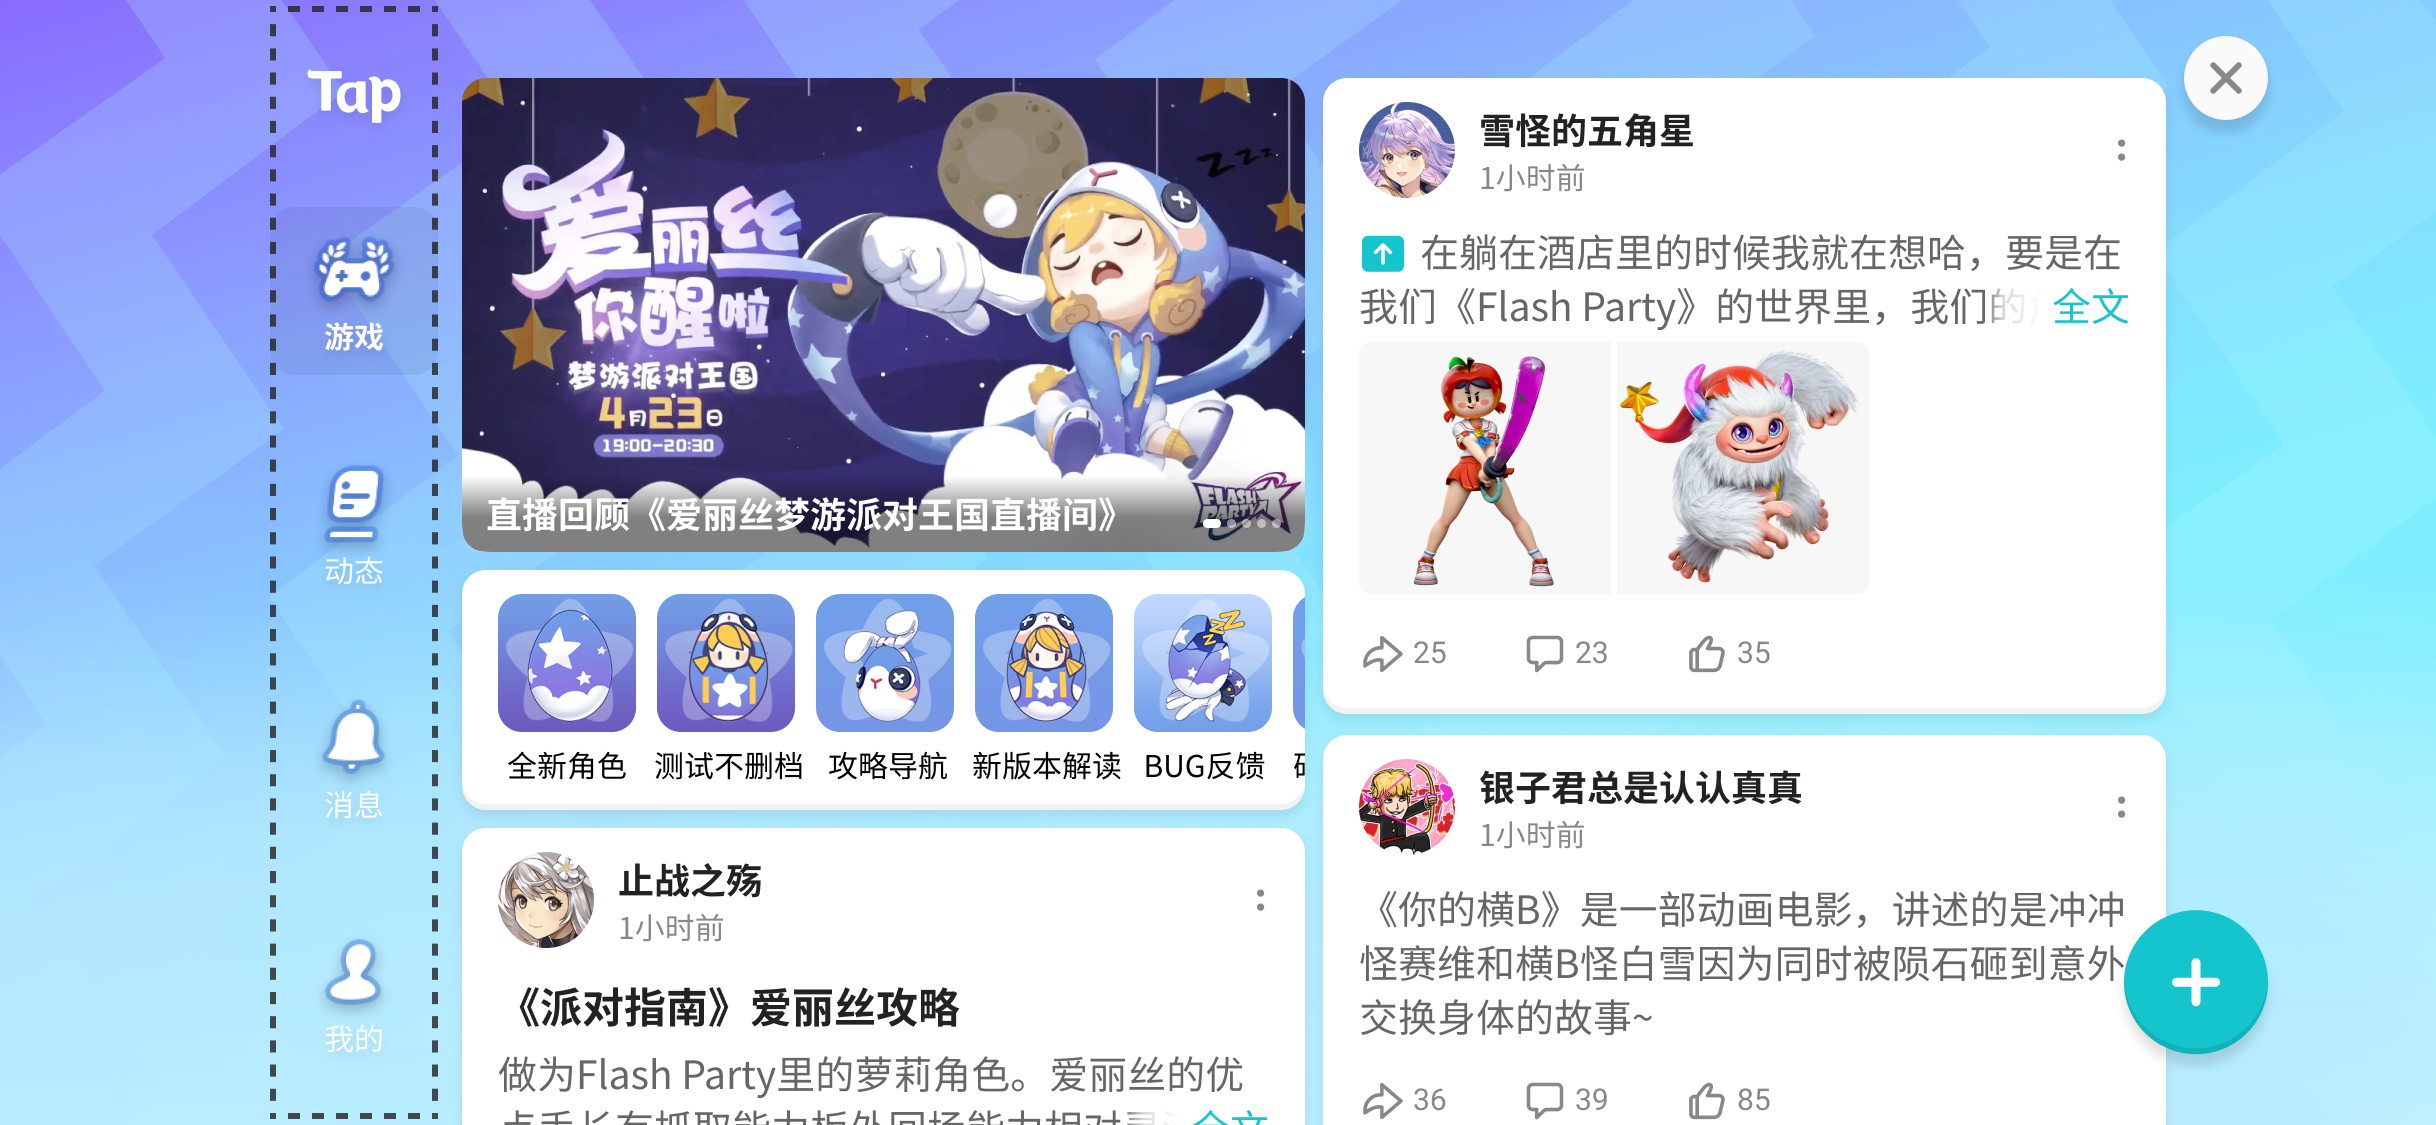 Tap
游戏
动态
消息
我的
zzz
爱丽丝
你醒啦
梦游派对王国
4月23日
19:00-20:30
FLASH PARTY
直播回顾《爱丽丝梦游派对王国直播间》
全新角色
测试不删档
攻略导航
新版本解读
BUG反馈
止战之殇
1小时前
《派对指南》爱丽丝攻略
做为Flash Party里的萝莉角色。爱丽丝的优
全文
雪怪的五角星
1小时前
在躺在酒店里的时候我就在想哈，要是在
我们《Flash Party》的世界里，我们的 全文
25 23 35
银子君总是认认真真
1小时前
《你的横B》是一部动画电影，讲述的是冲冲
怪赛维和横B怪白雪因为同时被陨石砸到意外
交换身体的故事~
36 39 85